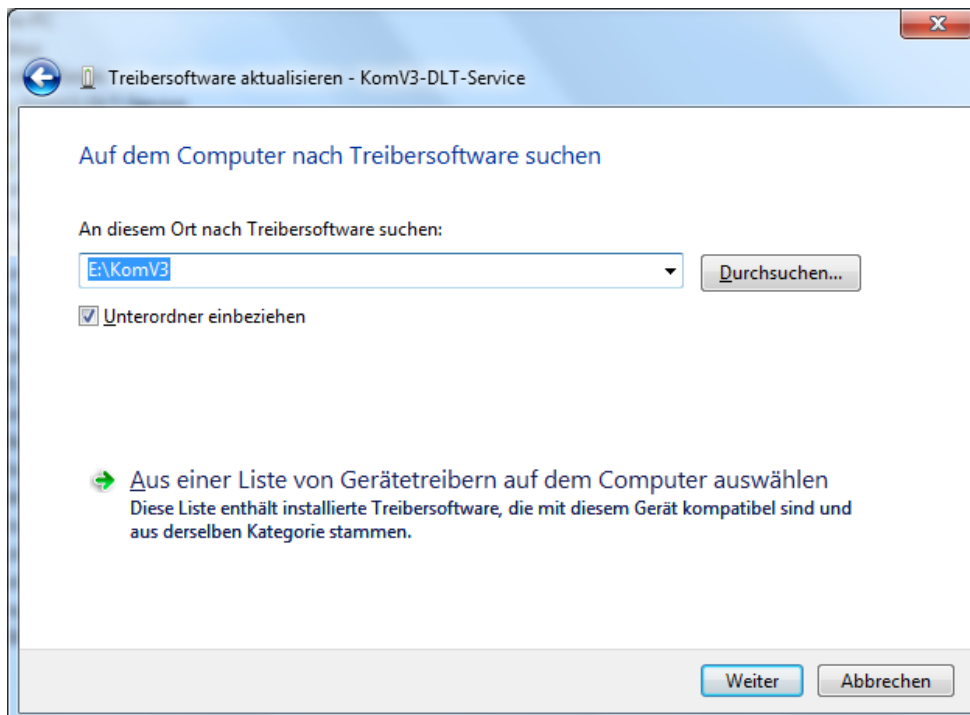 Treibersoftware aktualisieren - KomV3-DLT-Service
Auf dem Computer nach Treibersoftware suchen
An diesem Ort nach Treibersoftware suchen:
E:\KomV3
Durchsuchen...
Unterordner einbeziehen
Aus einer Liste von Gerätetreibern auf dem Computer auswählen
Diese Liste enthält installierte Treibersoftware, die mit diesem Gerät kompatibel sind und
aus derselben Kategorie stammen.
Weiter
Abbrechen